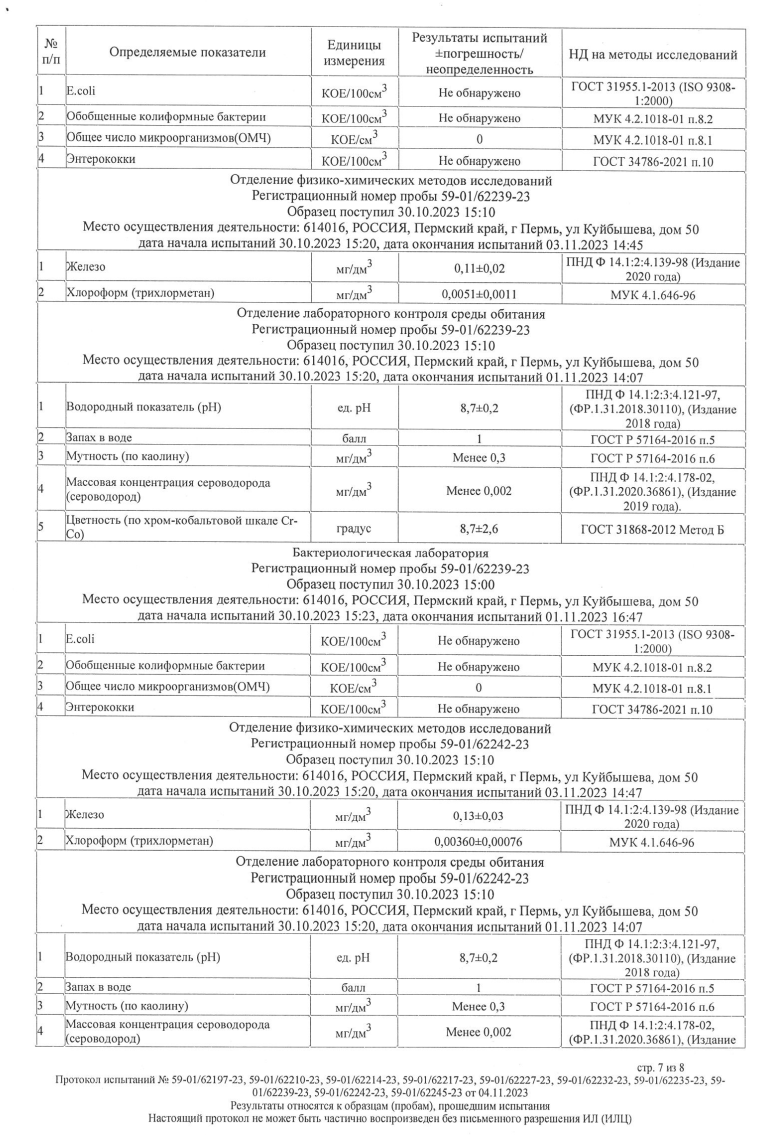 № п/п Определяемые показатели Единицы измерения Результаты испытаний ±погрешность/ неопределенность НД на методы исследований
1 E.coli КОЕ/100см3 Не обнаружено ГОСТ 31955.1-2013 (ISO 9308-1:2000)
2 Обобщенные колиформные бактерии КОЕ/100см3 Не обнаружено МУК 4.2.1018-01 п.8.2
3 Общее число микроорганизмов(ОМЧ) КОЕ/см3 0 МУК 4.2.1018-01 п.8.1
4 Энтерококки КОЕ/100см3 Не обнаружено ГОСТ 34786-2021 п.10
Отделение физико-химических методов исследований
Регистрационный номер пробы 59-01/62239-23
Образец поступил 30.10.2023 15:10
Место осуществления деятельности: 614016, РОССИЯ, Пермский край, г Пермь, ул Куйбышева, дом 50
дата начала испытаний 30.10.2023 15:20, дата окончания испытаний 03.11.2023 14:45
1 Железо мг/дм3 0,11±0,02 ПНД Ф 14.1:2:4.139-98 (Издание 2020 года)
2 Хлороформ (трихлорметан) мг/дм3 0,0051±0,0011 МУК 4.1.646-96
Отделение лабораторного контроля среды обитания
Регистрационный номер пробы 59-01/62239-23
Образец поступил 30.10.2023 15:10
Место осуществления деятельности: 614016, РОССИЯ, Пермский край, г Пермь, ул Куйбышева, дом 50
дата начала испытаний 30.10.2023 15:20, дата окончания испытаний 01.11.2023 14:07
1 Водородный показатель (pH) ед. pH 8,7±0,2 ПНД Ф 14.1:2:3:4.121-97, (ФР.1.31.2018.30110), (Издание 2018 года)
2 Запах в воде балл 1 ГОСТ Р 57164-2016 п.5
3 Мутность (по каолину) мг/дм3 Менее 0,3 ГОСТ Р 57164-2016 п.6
4 Массовая концентрация сероводорода (сероводород) мг/дм3 Менее 0,002 ПНД Ф 14.1:2:4.178-02, (ФР.1.31.2020.36861), (Издание 2019 года).
5 Цветность (по хром-кобальтовой шкале Cr-Co) градус 8,7±2,6 ГОСТ 31868-2012 Метод Б
Бактериологическая лаборатория
Регистрационный номер пробы 59-01/62239-23
Образец поступил 30.10.2023 15:00
Место осуществления деятельности: 614016, РОССИЯ, Пермский край, г Пермь, ул Куйбышева, дом 50
дата начала испытаний 30.10.2023 15:23, дата окончания испытаний 01.11.2023 16:47
1 E.coli КОЕ/100см3 Не обнаружено ГОСТ 31955.1-2013 (ISO 9308-1:2000)
2 Обобщенные колиформные бактерии КОЕ/100см3 Не обнаружено МУК 4.2.1018-01 п.8.2
3 Общее число микроорганизмов(ОМЧ) КОЕ/см3 0 МУК 4.2.1018-01 п.8.1
4 Энтерококки КОЕ/100см3 Не обнаружено ГОСТ 34786-2021 п.10
Отделение физико-химических методов исследований
Регистрационный номер пробы 59-01/62242-23
Образец поступил 30.10.2023 15:10
Место осуществления деятельности: 614016, РОССИЯ, Пермский край, г Пермь, ул Куйбышева, дом 50
дата начала испытаний 30.10.2023 15:20, дата окончания испытаний 03.11.2023 14:47
1 Железо мг/дм3 0,13±0,03 ПНД Ф 14.1:2:4.139-98 (Издание 2020 года)
2 Хлороформ (трихлорметан) мг/дм3 0,00360±0,00076 МУК 4.1.646-96
Отделение лабораторного контроля среды обитания
Регистрационный номер пробы 59-01/62242-23
Образец поступил 30.10.2023 15:10
Место осуществления деятельности: 614016, РОССИЯ, Пермский край, г Пермь, ул Куйбышева, дом 50
дата начала испытаний 30.10.2023 15:20, дата окончания испытаний 01.11.2023 14:07
1 Водородный показатель (pH) ед. pH 8,7±0,2 ПНД Ф 14.1:2:3:4.121-97, (ФР.1.31.2018.30110), (Издание 2018 года)
2 Запах в воде балл 1 ГОСТ Р 57164-2016 п.5
3 Мутность (по каолину) мг/дм3 Менее 0,3 ГОСТ Р 57164-2016 п.6
4 Массовая концентрация сероводорода (сероводород) мг/дм3 Менее 0,002 ПНД Ф 14.1:2:4.178-02, (ФР.1.31.2020.36861), (Издание
стр. 7 из 8
Протокол испытаний № 59-01/62197-23, 59-01/62210-23, 59-01/62214-23, 59-01/62217-23, 59-01/62227-23, 59-01/62232-23, 59-01/62235-23, 59-
01/62239-23, 59-01/62242-23, 59-01/62245-23 от 04.11.2023
Результаты относятся к образцам (пробам), прошедшим испытания
Настоящий протокол не может быть частично воспроизведен без письменного разрешения ИЛ (ИЛЦ)